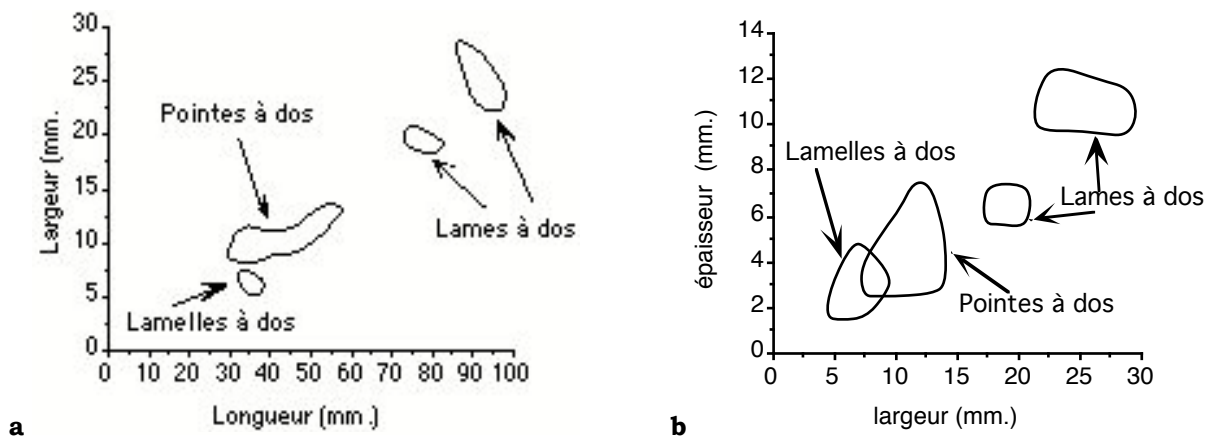 30
25
20
15
10
5
0
Largeur (mm.)
Pointes à dos
Lames à dos
Lamelles à dos
0 10 20 30 40 50 60 70 80 90 100
Longueur (mm.)
a
14
12
10
8
6
4
2
0
épaisseur (mm.)
Lamelles à dos
Lames à dos
Pointes à dos
0 5 10 15 20 25 30
largeur (mm.)
b